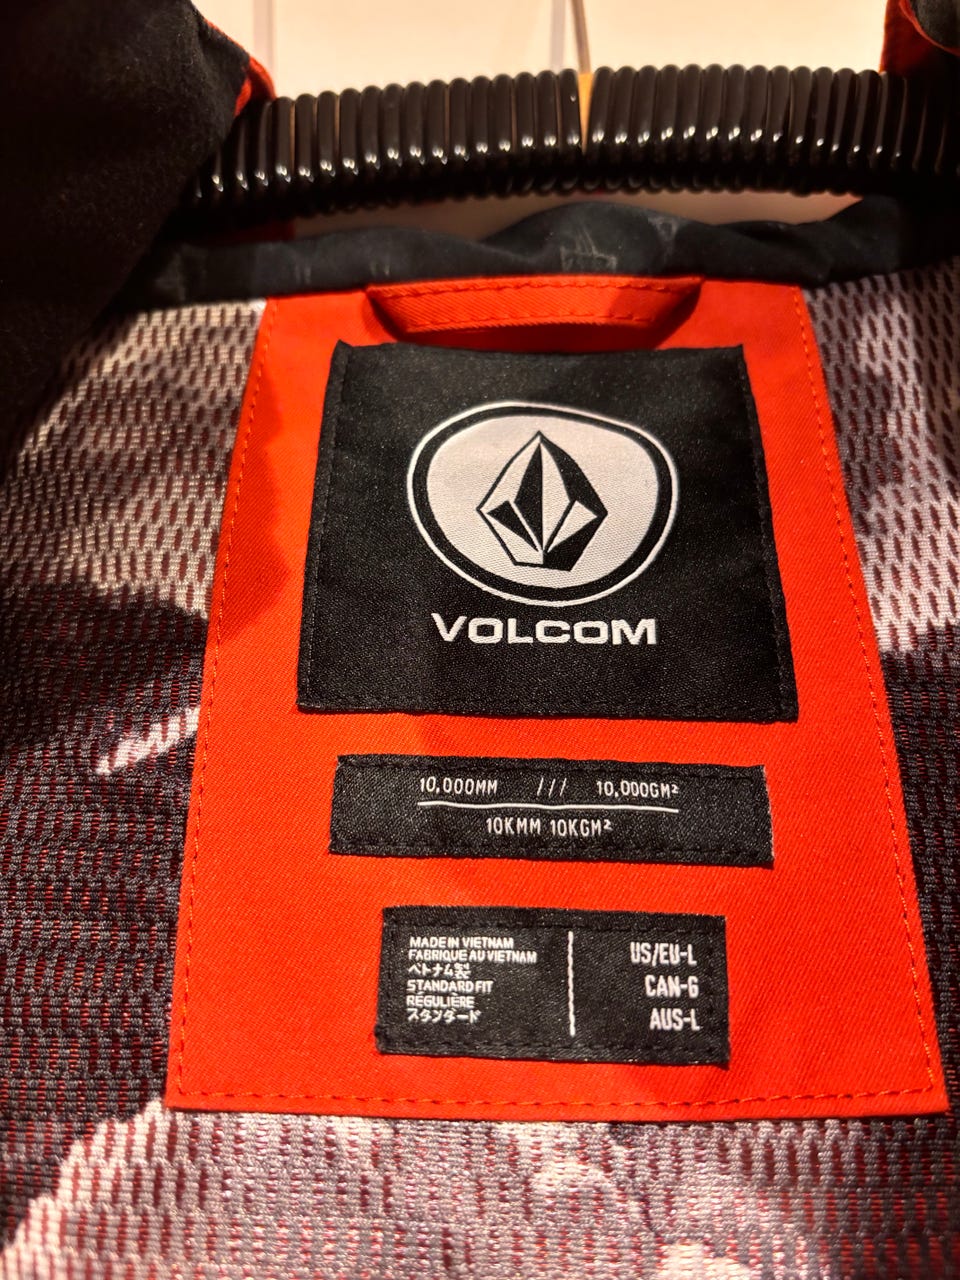 VOLCOM
10,000MM /// 10,000GM²
10KMM 10KGM²
MADE IN VIETNAM
FABRIQUE AU VIETNAM
ベトナム製
STANDARD FIT
RÉGULIÈRE
スタンダード
US/EU-L
CAN-G
AUS-L